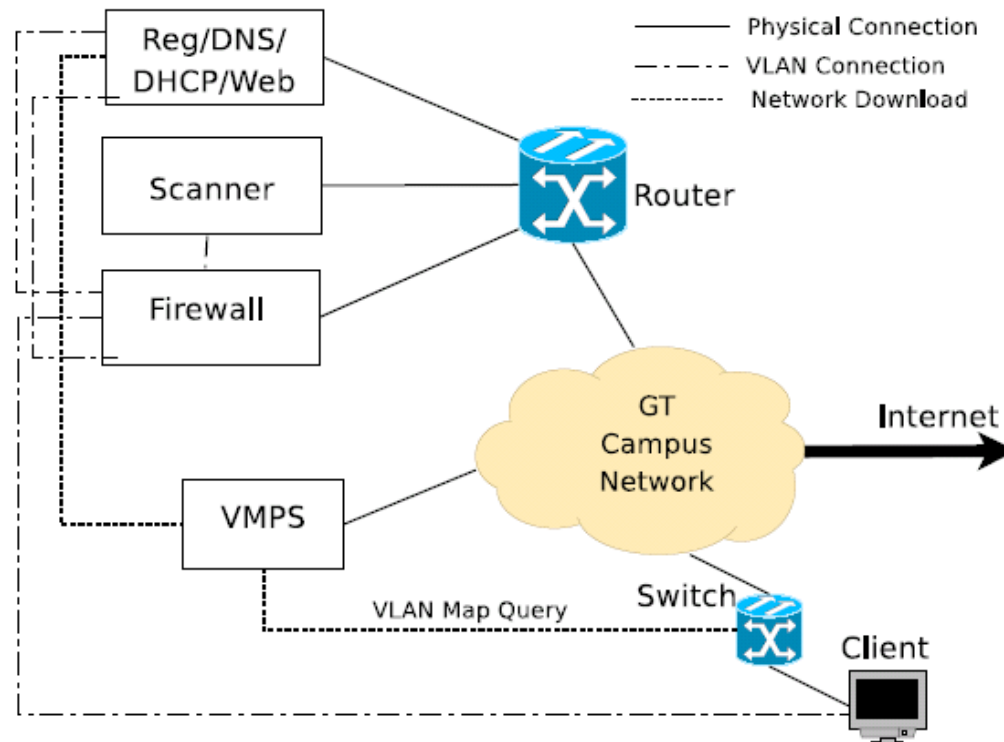 Reg/DNS/
DHCP/Web
Physical Connection
VLAN Connection
Network Download
Scanner
Router
Firewall
GT
Campus
Network
Internet
VMPS
VLAN Map Query
Switch
Client